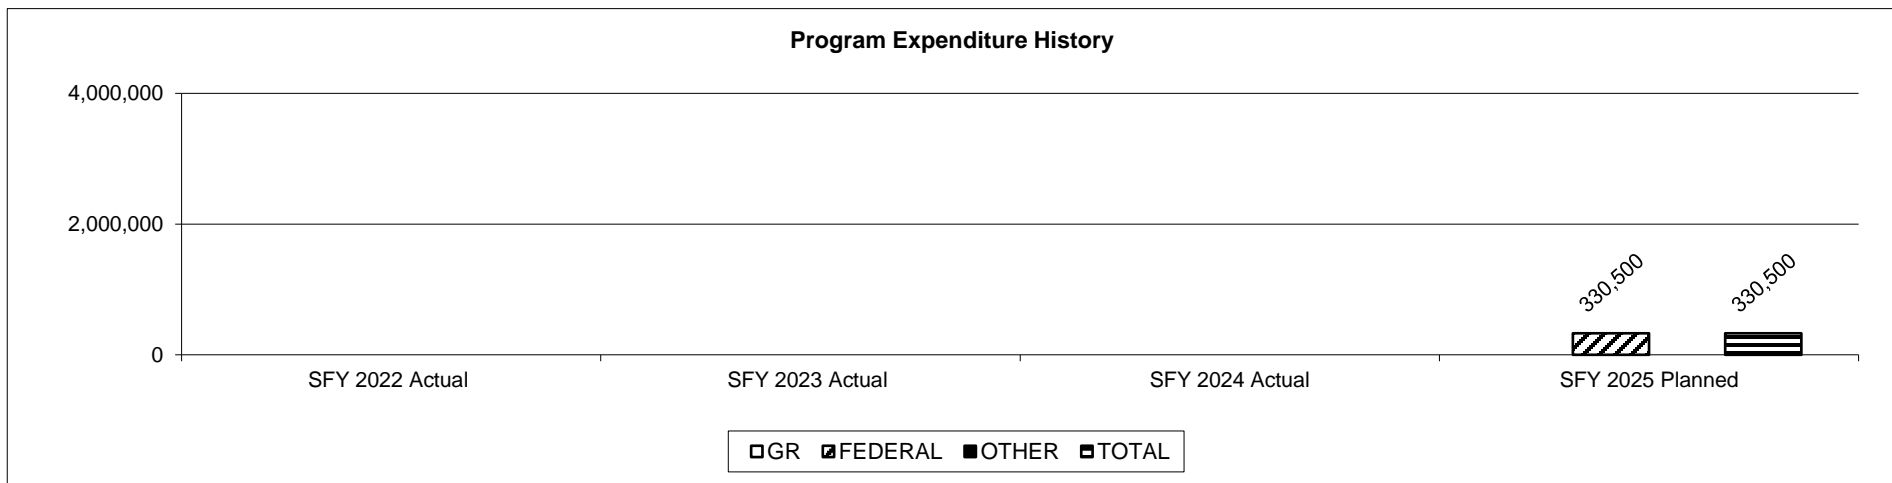 Program Expenditure History
4,000,000
2,000,000
0
330,500
330,500
SFY 2022 Actual
SFY 2023 Actual
SFY 2024 Actual
SFY 2025 Planned
GR FEDERAL OTHER TOTAL